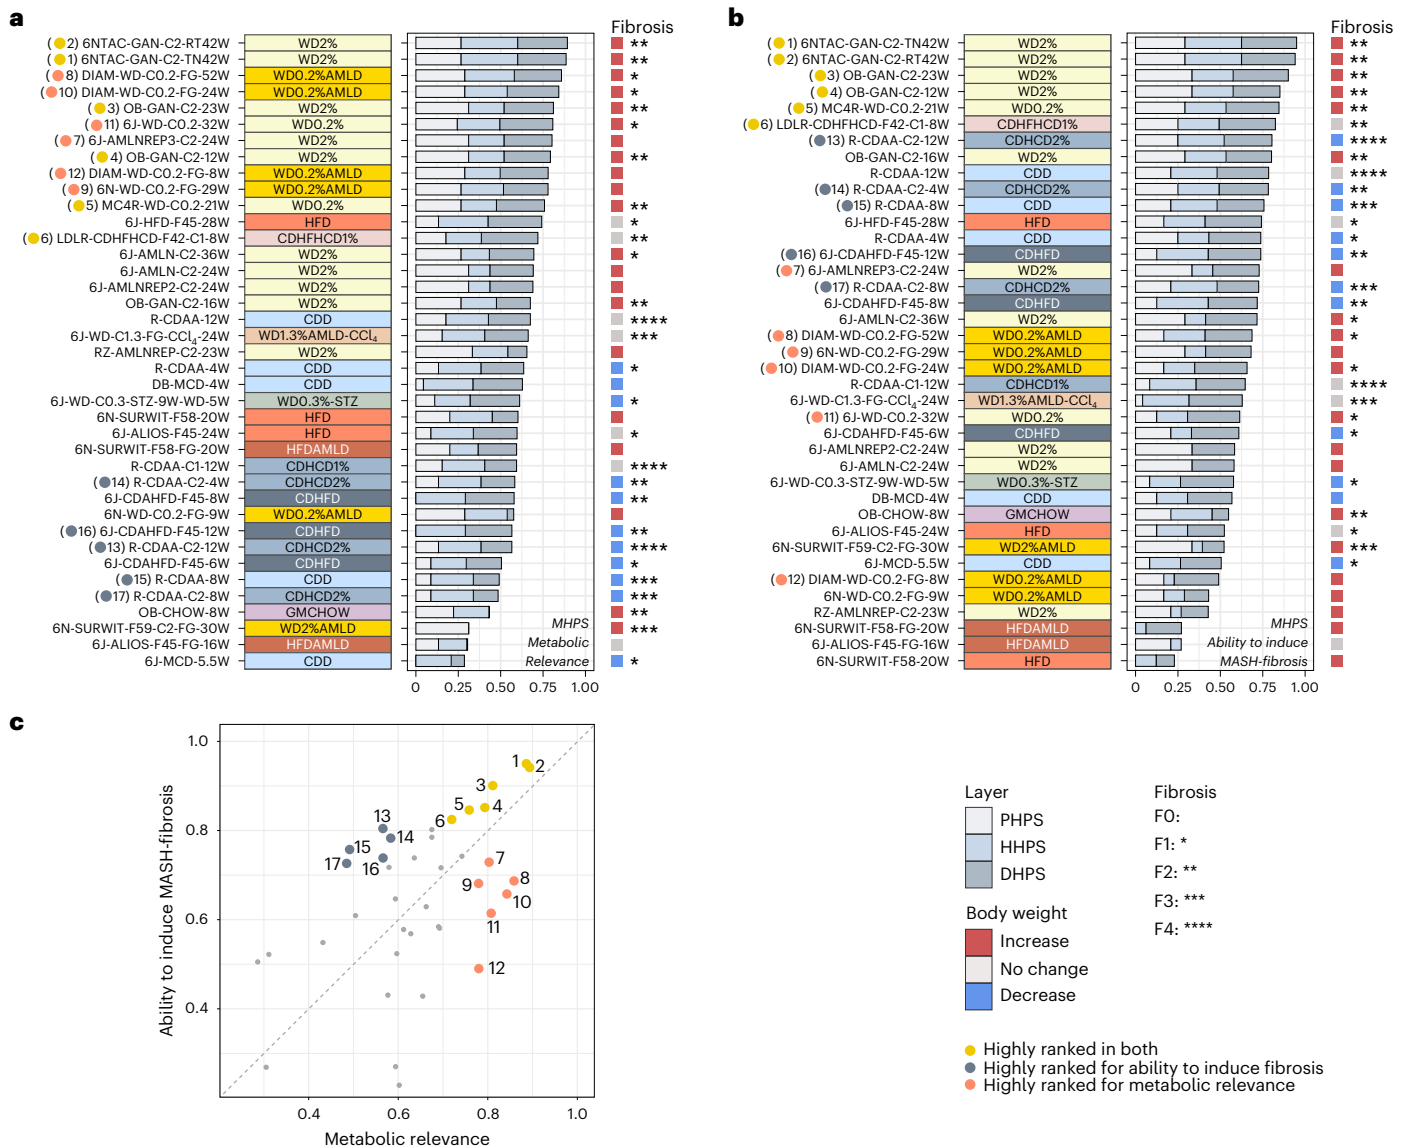 a
Fibrosis
(2) 6NTAC-GAN-C2-RT42W WD2% **
(1) 6NTAC-GAN-C2-TN42W WD2% **
(8) DIAM-WD-C0.2-FG-52W WD0.2%AMLD *
(10) DIAM-WD-C0.2-FG-24W WD0.2%AMLD *
(3) OB-GAN-C2-23W WD2% **
(11) 6J-WD-C0.2-32W WD0.2% *
(7) 6J-AMLNREP3-C2-24W WD2%
(4) OB-GAN-C2-12W WD2% **
(12) DIAM-WD-C0.2-FG-8W WD0.2%AMLD
(9) 6N-WD-C0.2-FG-29W WD0.2%AMLD
(5) MC4R-WD-C0.2-21W WD0.2% **
6J-HFD-F45-28W HFD *
(6) LDLR-CDHFHCD-F42-C1-8W CDHFHCD1% **
6J-AMLN-C2-36W WD2% *
6J-AMLN-C2-24W WD2%
6J-AMLNREP2-C2-24W WD2%
OB-GAN-C2-16W WD2% **
R-CDAA-12W CDD ****
6J-WD-C1.3-FG-CCl4-24W WD1.3%AMLD-CCl4 ***
RZ-AMLNREP-C2-23W WD2%
R-CDAA-4W CDD *
DB-MCD-4W CDD
6J-WD-C0.3-STZ-9W-WD-5W WD0.3%-STZ *
6N-SURWIT-F58-20W HFD
6J-ALIOS-F45-24W HFD *
6N-SURWIT-F58-FG-20W HFDAMLD
R-CDAA-C1-12W CDHCD1% ****
(14) R-CDAA-C2-4W CDHCD2% **
6J-CDAHFD-F45-8W CDHFD **
6N-WD-C0.2-FG-9W WD0.2%AMLD
(16) 6J-CDAHFD-F45-12W CDHFD **
(13) R-CDAA-C2-12W CDHCD2% ****
6J-CDAHFD-F45-6W CDHFD *
(15) R-CDAA-8W CDD ***
(17) R-CDAA-C2-8W CDHCD2% ***
OB-CHOW-8W GMCHOW **
6N-SURWIT-F59-C2-FG-30W WD2%AMLD ***
6J-ALIOS-F45-FG-16W HFDAMLD
6J-MCD-5.5W CDD *
MHPS
Metabolic
Relevance
0 0.25 0.50 0.75 1.00
b
Fibrosis
(1) 6NTAC-GAN-C2-TN42W WD2% **
(2) 6NTAC-GAN-C2-RT42W WD2% **
(3) OB-GAN-C2-23W WD2% **
(4) OB-GAN-C2-12W WD2% **
(5) MC4R-WD-C0.2-21W WD0.2% **
(6) LDLR-CDHFHCD-F42-C1-8W CDHFHCD1% **
(13) R-CDAA-C2-12W CDHCD2% ****
OB-GAN-C2-16W WD2% **
R-CDAA-12W CDD ****
(14) R-CDAA-C2-4W CDHCD2% **
(15) R-CDAA-8W CDD ***
6J-HFD-F45-28W HFD *
R-CDAA-4W CDD *
(16) 6J-CDAHFD-F45-12W CDHFD **
(7) 6J-AMLNREP3-C2-24W WD2%
(17) R-CDAA-C2-8W CDHCD2% ***
6J-CDAHFD-F45-8W CDHFD **
6J-AMLN-C2-36W WD2% *
(8) DIAM-WD-C0.2-FG-52W WD0.2%AMLD *
(9) 6N-WD-C0.2-FG-29W WD0.2%AMLD
(10) DIAM-WD-C0.2-FG-24W WD0.2%AMLD *
R-CDAA-C1-12W CDHCD1% ****
6J-WD-C1.3-FG-CCl4-24W WD1.3%AMLD-CCl4 ***
(11) 6J-WD-C0.2-32W WD0.2% *
6J-CDAHFD-F45-6W CDHFD *
6J-AMLNREP2-C2-24W WD2%
6J-AMLN-C2-24W WD2%
6J-WD-C0.3-STZ-9W-WD-5W WD0.3%-STZ *
DB-MCD-4W CDD
OB-CHOW-8W GMCHOW **
6J-ALIOS-F45-24W HFD *
6N-SURWIT-F59-C2-FG-30W WD2%AMLD ***
6J-MCD-5.5W CDD *
(12) DIAM-WD-C0.2-FG-8W WD0.2%AMLD
6N-WD-C0.2-FG-9W WD0.2%AMLD
RZ-AMLNREP-C2-23W WD2%
6N-SURWIT-F58-FG-20W HFDAMLD
6J-ALIOS-F45-FG-16W HFDAMLD
6N-SURWIT-F58-20W HFD
MHPS
Ability to induce
MASH-fibrosis
0 0.25 0.50 0.75 1.00
c
Ability to induce MASH-fibrosis
1.0
0.8
0.6
0.4
1 2
3
5 4
6
13
14
15
17 16
7
8
9
10
11
12
0.4 0.6 0.8 1.0
Metabolic relevance
Layer
PHPS
HHPS
DHPS
Body weight
Increase
No change
Decrease
Fibrosis
F0:
F1: *
F2: **
F3: ***
F4: ****
Highly ranked in both
Highly ranked for ability to induce fibrosis
Highly ranked for metabolic relevance